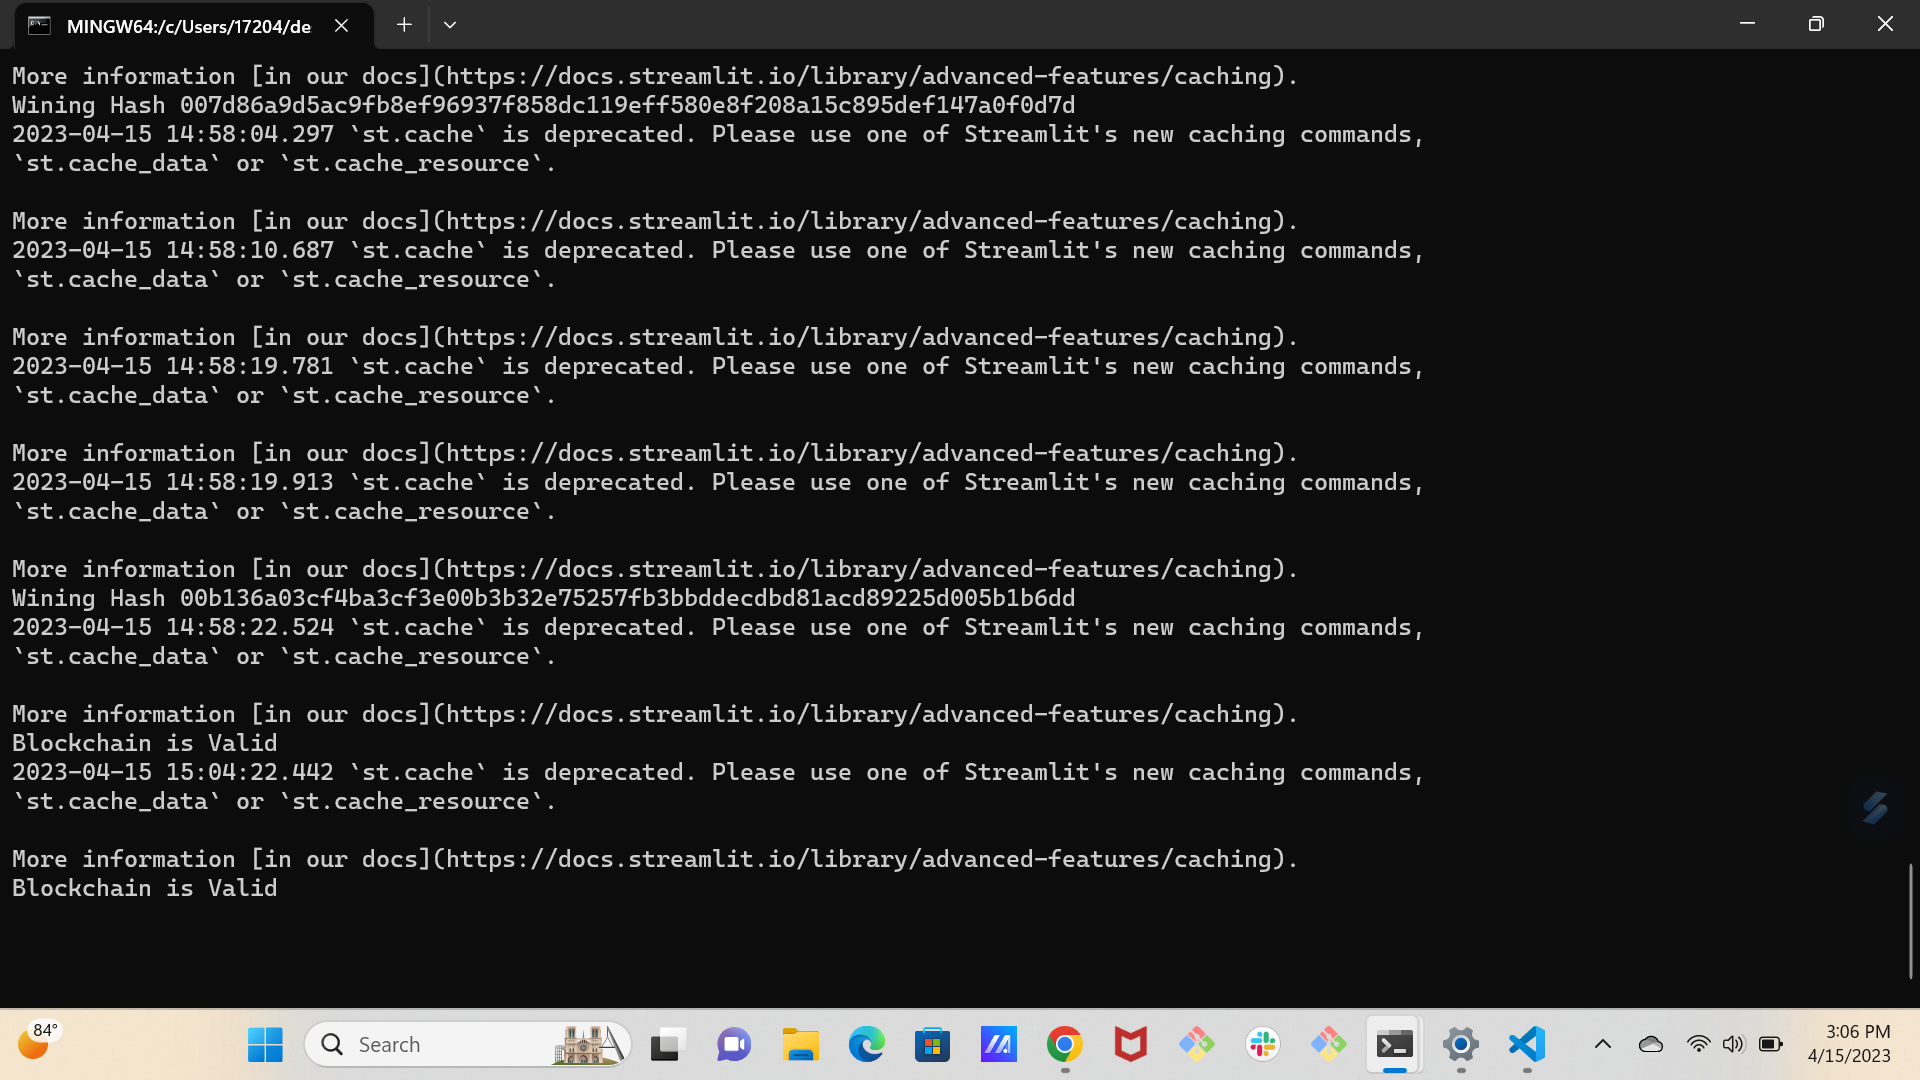 MINGW64:/c/Users/17204/de
More information [in our docs](https://docs.streamlit.io/library/advanced-features/caching).
Wining Hash 007d86a9d5ac9fb8ef96937f858dc119eff580e8f208a15c895def147a0f0d7d
2023-04-15 14:58:04.297 `st.cache` is deprecated. Please use one of Streamlit's new caching commands,
`st.cache_data` or `st.cache_resource`.
More information [in our docs](https://docs.streamlit.io/library/advanced-features/caching).
2023-04-15 14:58:10.687 `st.cache` is deprecated. Please use one of Streamlit's new caching commands,
`st.cache_data` or `st.cache_resource`.
More information [in our docs](https://docs.streamlit.io/library/advanced-features/caching).
2023-04-15 14:58:19.781 `st.cache` is deprecated. Please use one of Streamlit's new caching commands,
`st.cache_data` or `st.cache_resource`.
More information [in our docs](https://docs.streamlit.io/library/advanced-features/caching).
2023-04-15 14:58:19.913 `st.cache` is deprecated. Please use one of Streamlit's new caching commands,
`st.cache_data` or `st.cache_resource`.
More information [in our docs](https://docs.streamlit.io/library/advanced-features/caching).
Wining Hash 00b136a03cf4ba3cf3e00b3b32e75257fb3bbddecdbd81acd89225d005b1b6dd
2023-04-15 14:58:22.524 `st.cache` is deprecated. Please use one of Streamlit's new caching commands,
`st.cache_data` or `st.cache_resource`.
More information [in our docs](https://docs.streamlit.io/library/advanced-features/caching).
Blockchain is Valid
2023-04-15 15:04:22.442 `st.cache` is deprecated. Please use one of Streamlit's new caching commands,
`st.cache_data` or `st.cache_resource`.
More information [in our docs](https://docs.streamlit.io/library/advanced-features/caching).
Blockchain is Valid
84°
Search
3:06 PM
4/15/2023